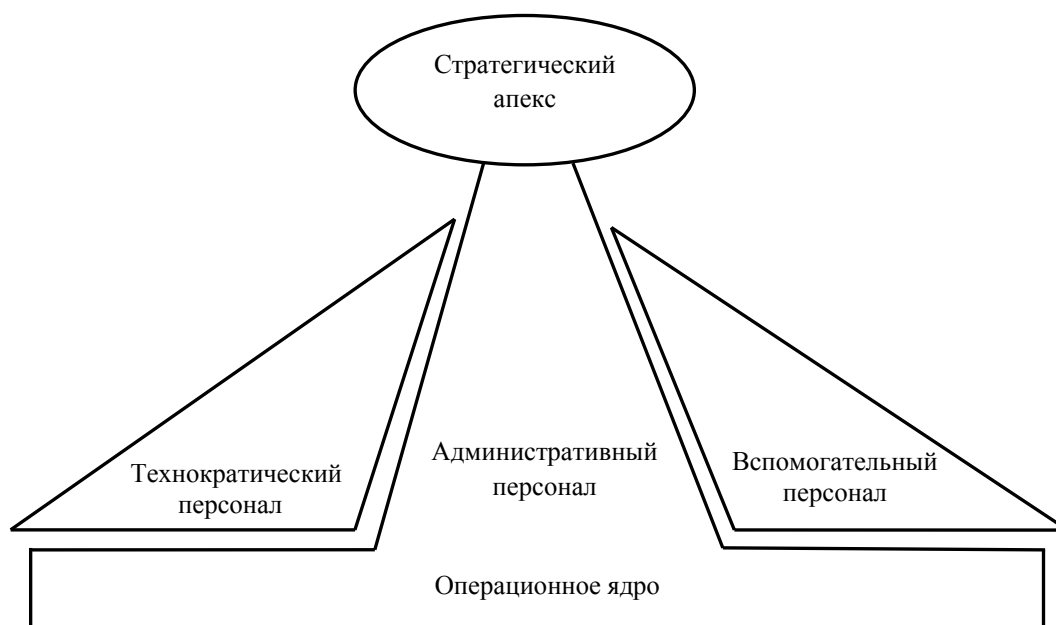 Стратегический
апекс
Технократический
персонал
Административный
персонал
Вспомогательный
персонал
Операционное ядро